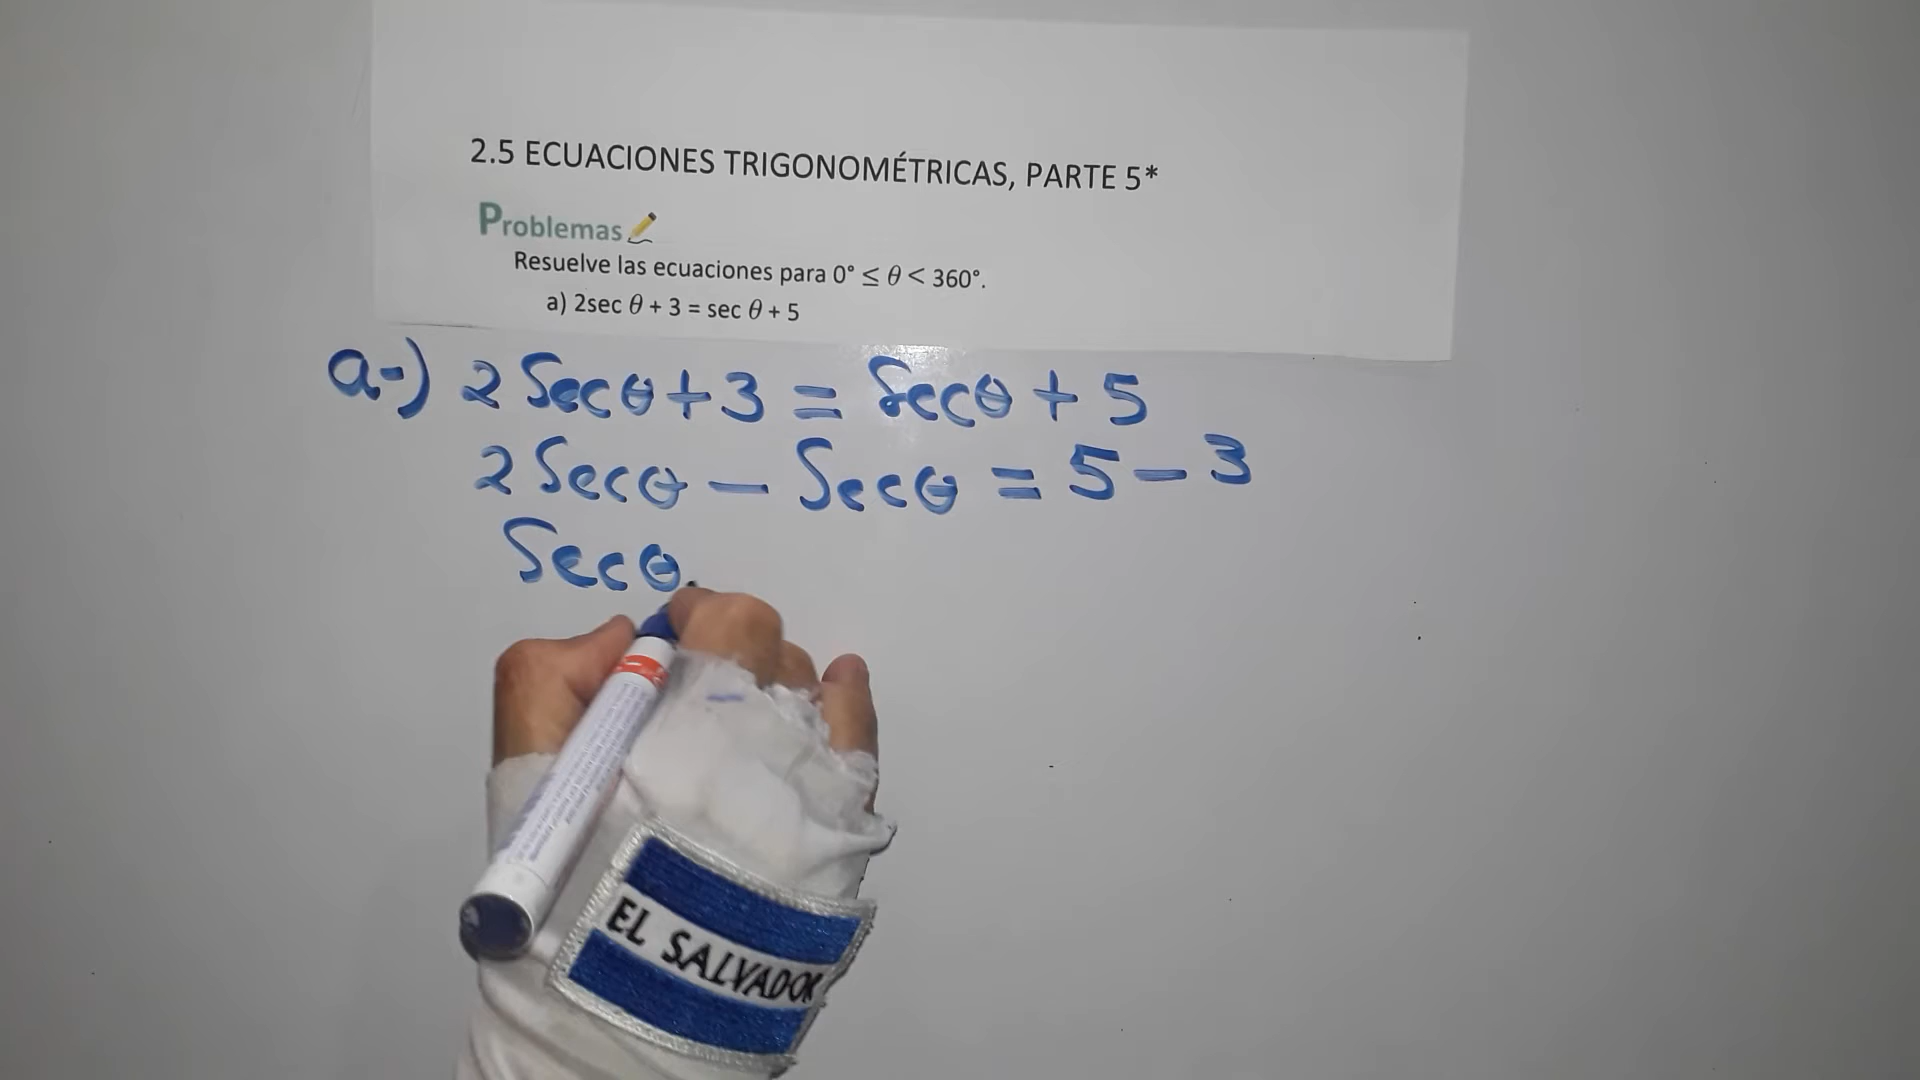 2.5 ECUACIONES TRIGONOMÉTRICAS, PARTE 5*
Problemas
Resuelve las ecuaciones para 0° ≤ θ < 360°.
a) 2sec θ + 3 = sec θ + 5
a-) 2 Secθ + 3 = Secθ + 5
2 Secθ - Secθ = 5 - 3
Secθ
EL SALVADOR